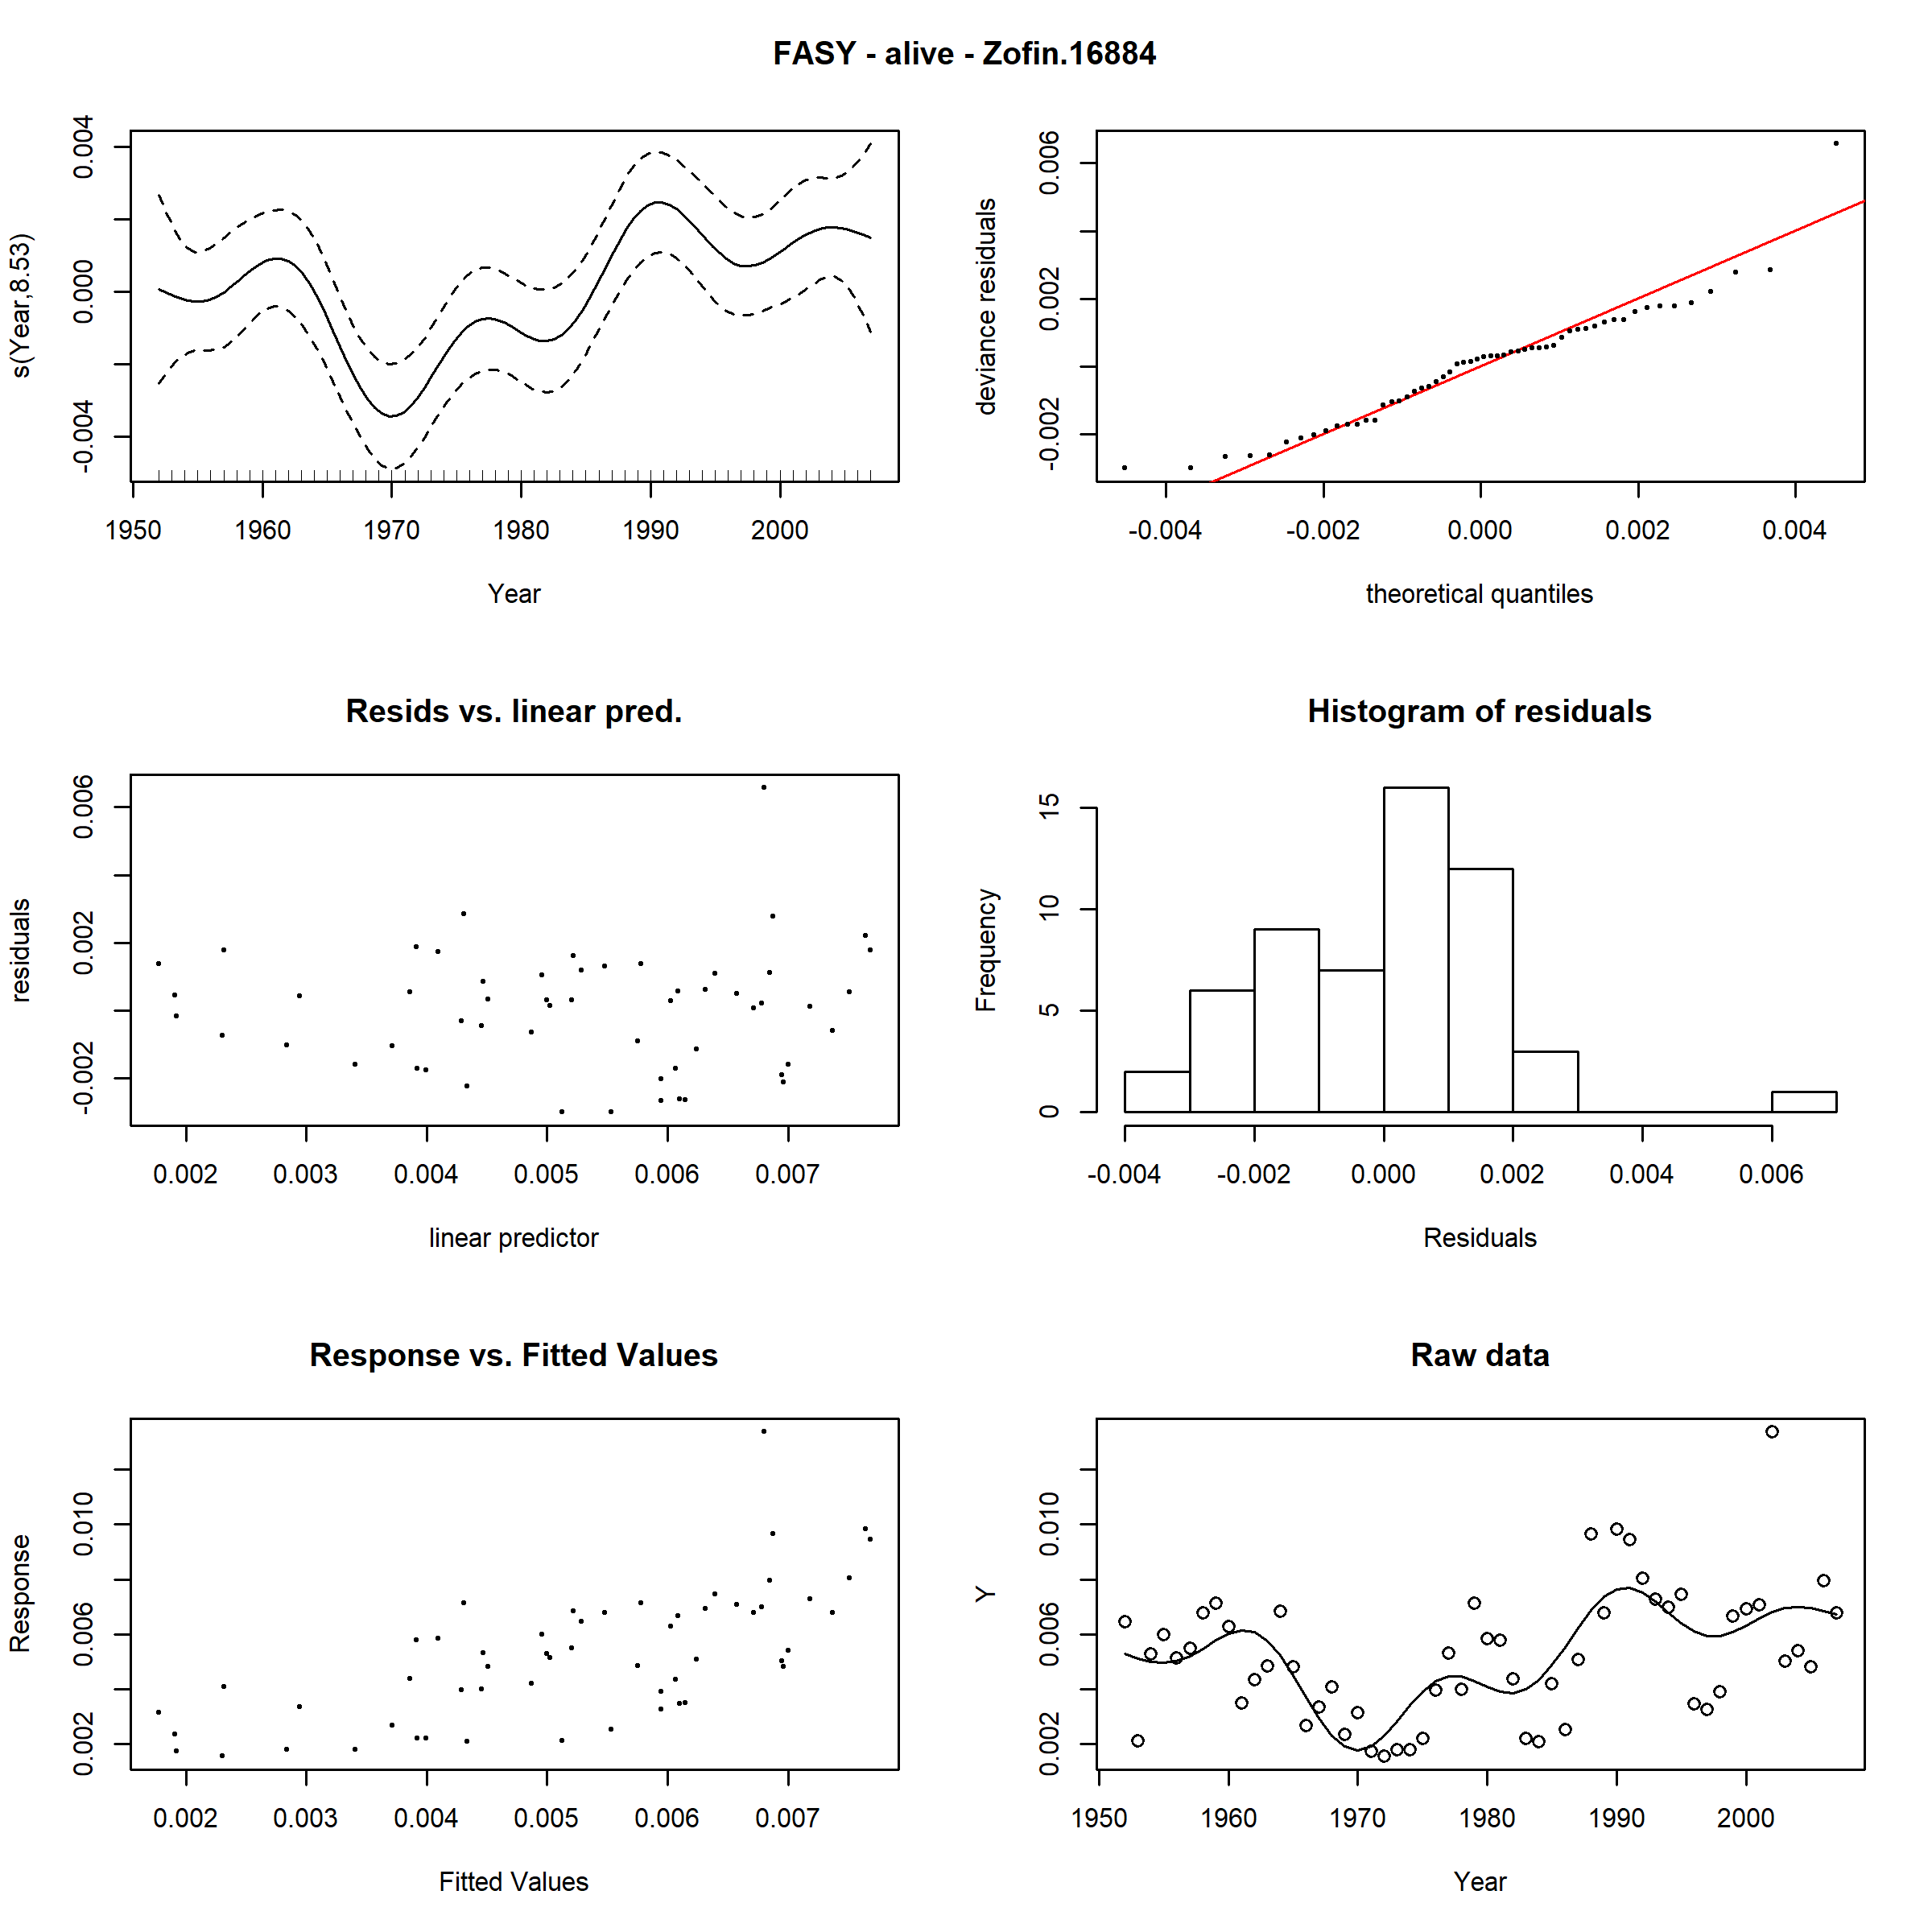 FASY - alive - Zofin.16884
s(Year,8.53)
0.004
0.000
-0.004
1950 1960 1970 1980 1990 2000
Year
deviance residuals
0.006
0.002
-0.002
-0.004 -0.002 0.000 0.002 0.004
theoretical quantiles
Resids vs. linear pred.
residuals
0.006
0.002
-0.002
0.002 0.003 0.004 0.005 0.006 0.007
linear predictor
Histogram of residuals
Frequency
15
10
5
0
-0.004 -0.002 0.000 0.002 0.004 0.006
Residuals
Response vs. Fitted Values
Response
0.010
0.006
0.002
0.002 0.003 0.004 0.005 0.006 0.007
Fitted Values
Raw data
Y
0.010
0.006
0.002
1950 1960 1970 1980 1990 2000
Year